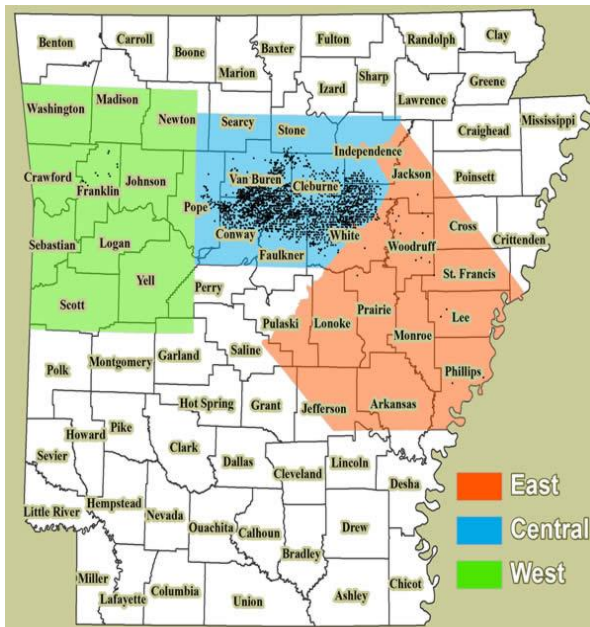 Benton
Carroll
Boone
Baxter
Fulton
Randolph
Clay
Marion
Izard
Sharp
Greene
Washington
Madison
Newton
Searcy
Stone
Lawrence
Mississippi
Craighead
Independence
Crawford
Franklin
Johnson
Van Buren
Cleburne
Jackson
Poinsett
Pope
Cross
Crittenden
Sebastian
Logan
Conway
White
Woodruff
Faulkner
St. Francis
Scott
Yell
Perry
Pulaski
Lonoke
Prairie
Monroe
Lee
Polk
Montgomery
Garland
Saline
Phillips
Hot Spring
Grant
Jefferson
Arkansas
Howard
Pike
Clark
Dallas
Cleveland
Lincoln
Sevier
Desha
Little River
Hempstead
Nevada
Ouachita
Calhoun
Bradley
Drew
Miller
Lafayette
Columbia
Union
Ashley
Chicot
East
Central
West